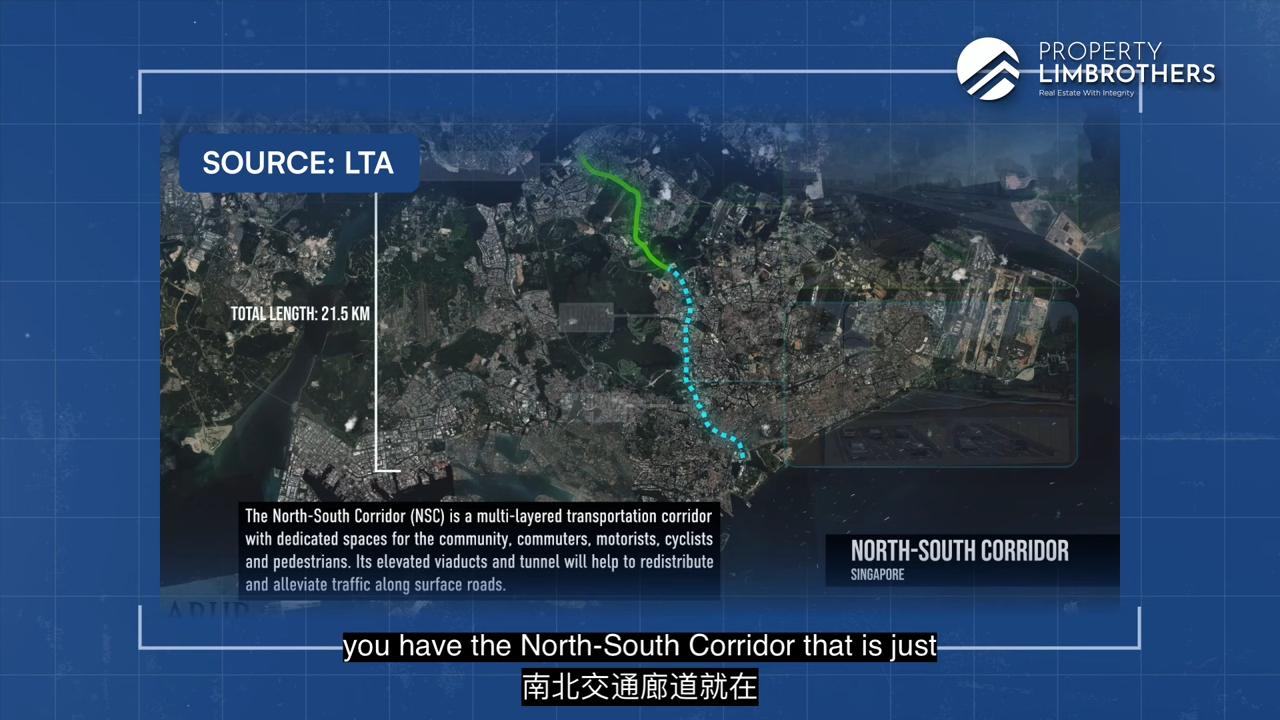 PROPERTY
LIMBROTHERS
Real Estate With Integrity
SOURCE: LTA
TOTAL LENGTH: 21.5 KM
The North-South Corridor (NSC) is a multi-layered transportation corridor
with dedicated spaces for the community, commuters, motorists, cyclists
and pedestrians. Its elevated viaducts and tunnel will help to redistribute
and alleviate traffic along surface roads.
NORTH-SOUTH CORRIDOR
SINGAPORE
ARUP
you have the North-South Corridor that is just
南北交通廊道就在